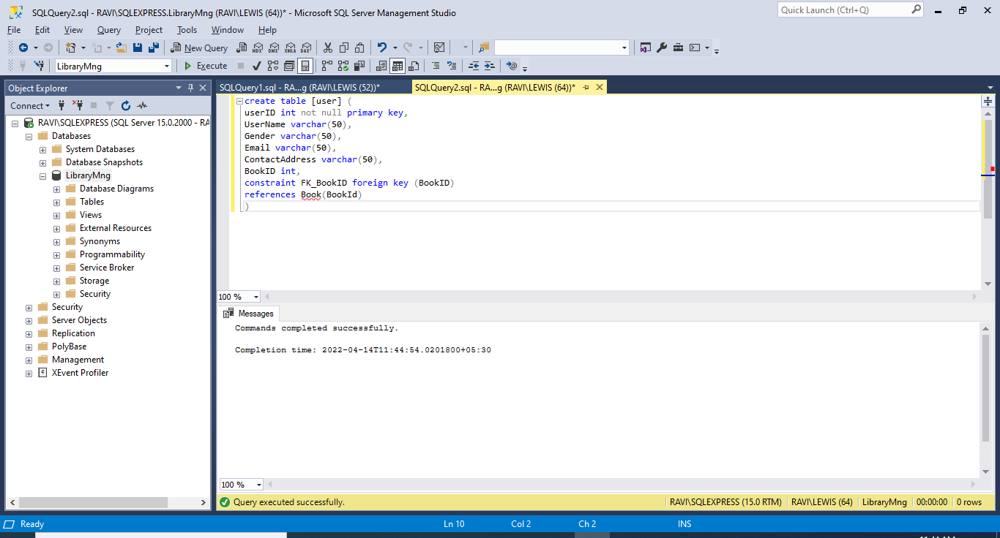 SQLQuery2.sql - RAVI\SQLEXPRESS.LibraryMng (RAVI\LEWIS (64))* - Microsoft SQL Server Management Studio
Quick Launch (Ctrl+Q)
File Edit View Query Project Tools Window Help
New Query MDX DMX XMLA DAX
LibraryMng Execute
Object Explorer
SQLQuery1.sql - RA...g (RAVI\LEWIS (52))*
SQLQuery2.sql - RA...g (RAVI\LEWIS (64))*
Connect
RAVI\SQLEXPRESS (SQL Server 15.0.2000 - RA
Databases
System Databases
Database Snapshots
LibraryMng
Database Diagrams
Tables
Views
External Resources
Synonyms
Programmability
Service Broker
Storage
Security
Security
Server Objects
Replication
PolyBase
Management
XEvent Profiler
create table [user] (
userID int not null primary key,
UserName varchar(50),
Gender varchar(50),
Email varchar(50),
ContactAddress varchar(50),
BookID int,
constraint FK_BookID foreign key (BookID)
references Book(BookId)
)
100 %
Messages
Commands completed successfully.
Completion time: 2022-04-14T11:44:54.0201800+05:30
100 %
Query executed successfully.
RAVI\SQLEXPRESS (15.0 RTM) RAVI\LEWIS (64) LibraryMng 00:00:00 0 rows
Ready Ln 10 Col 2 Ch 2 INS